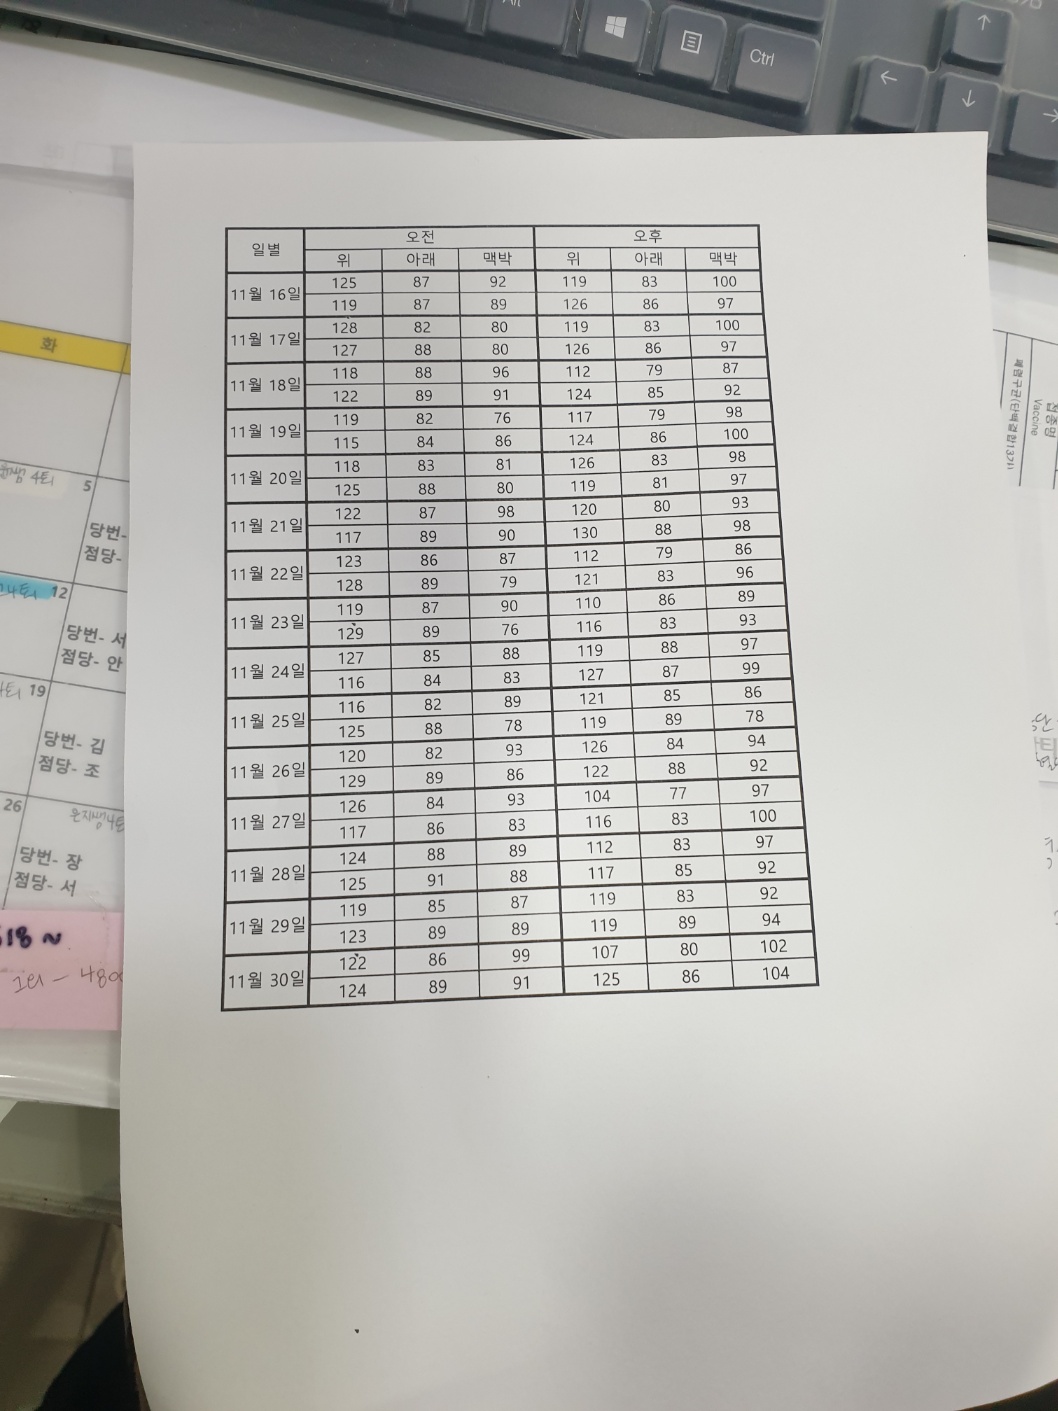 Alt
Ctrl
일별 오전 오후
위 아래 맥박 위 아래 맥박
11월 16일 125 87 92 119 83 100
119 87 89 126 86 97
11월 17일 128 82 80 119 83 100
127 88 80 126 86 97
11월 18일 118 88 96 112 79 87
122 89 91 124 85 92
11월 19일 119 82 76 117 79 98
115 84 86 124 86 100
11월 20일 118 83 81 126 83 98
125 88 80 119 81 97
11월 21일 122 87 98 120 80 93
117 89 90 130 88 98
11월 22일 123 86 87 112 79 86
128 89 79 121 83 96
11월 23일 119 87 90 110 86 89
129 89 76 116 83 93
11월 24일 127 85 88 119 88 97
116 84 83 127 87 99
11월 25일 116 82 89 121 85 86
125 88 78 119 89 78
11월 26일 120 82 93 126 84 94
129 89 86 122 88 92
11월 27일 126 84 93 104 77 97
117 86 83 116 83 100
11월 28일 124 88 89 112 83 97
125 91 88 117 85 92
11월 29일 119 85 87 119 83 92
123 89 89 119 89 94
11월 30일 122 86 99 107 80 102
124 89 91 125 86 104
화
5
당번-
점당-
12
당번- 서
점당- 안
19
당번- 김
점당- 조
26
당번- 장
점당- 서
Vaccine
접종명